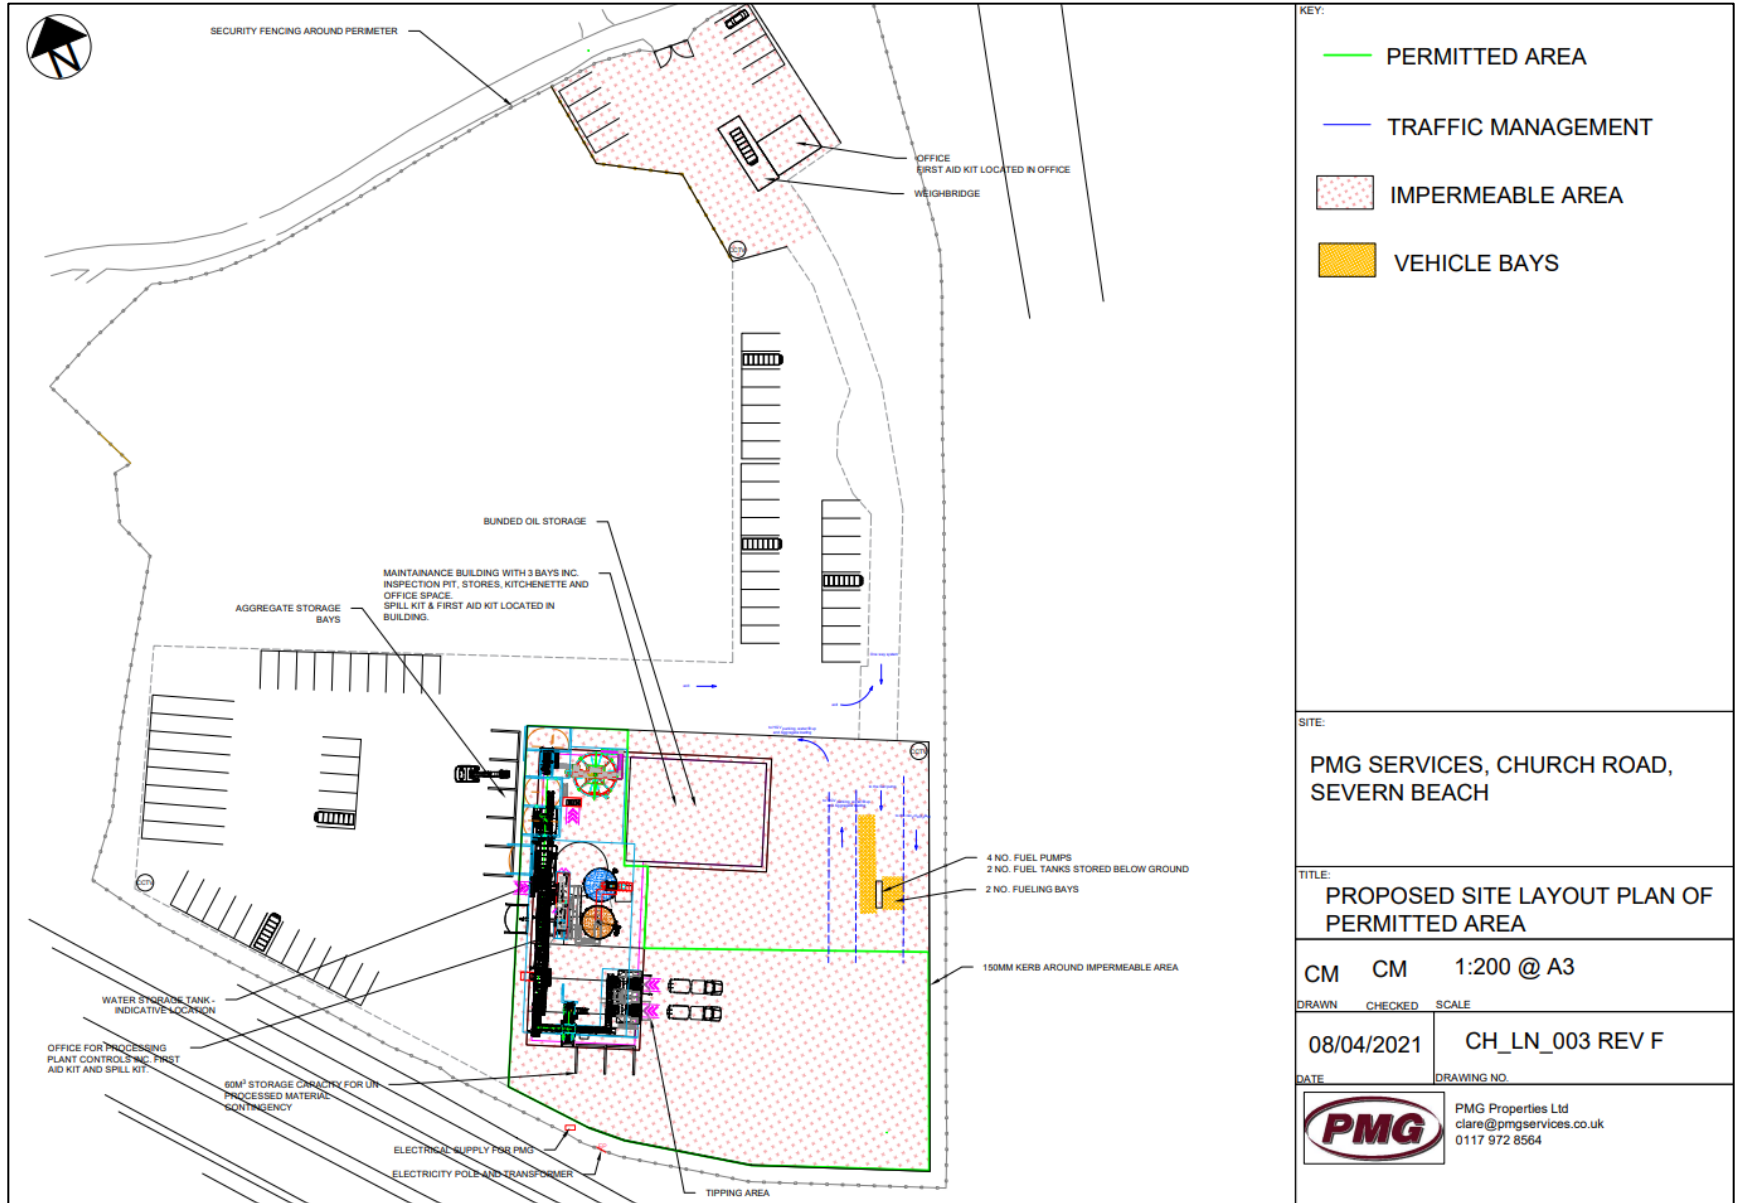 N
SECURITY FENCING AROUND PERIMETER
OFFICE
FIRST AID KIT LOCATED IN OFFICE
WEIGHBRIDGE
CCTV
BUNDED OIL STORAGE
MAINTAINANCE BUILDING WITH 3 BAYS INC.
INSPECTION PIT, STORES, KITCHENETTE AND
OFFICE SPACE.
SPILL KIT & FIRST AID KIT LOCATED IN
BUILDING.
AGGREGATE STORAGE
BAYS
CCTV
CCTV
4 NO. FUEL PUMPS
2 NO. FUEL TANKS STORED BELOW GROUND
2 NO. FUELING BAYS
150MM KERB AROUND IMPERMEABLE AREA
WATER STORAGE TANK -
INDICATIVE LOCATION
OFFICE FOR PROCESSING
PLANT CONTROLS INC. FIRST
AID KIT AND SPILL KIT.
60M³ STORAGE CAPACITY FOR UN
PROCESSED MATERIAL
CONTINGENCY
ELECTRICAL SUPPLY FOR PMG
ELECTRICITY POLE AND TRANSFORMER
TIPPING AREA
KEY:
PERMITTED AREA
TRAFFIC MANAGEMENT
IMPERMEABLE AREA
VEHICLE BAYS
SITE:
PMG SERVICES, CHURCH ROAD,
SEVERN BEACH
TITLE:
PROPOSED SITE LAYOUT PLAN OF
PERMITTED AREA
CM CM 1:200 @ A3
DRAWN CHECKED SCALE
08/04/2021 CH_LN_003 REV F
DATE DRAWING NO.
PMG
PMG Properties Ltd
clare@pmgservices.co.uk
0117 972 8564